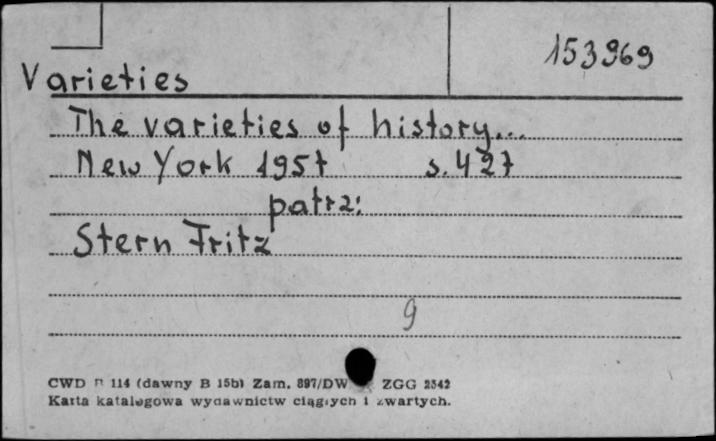 153969
Varieties
The varieties of history...
New York 1957 s. 427
patrz:
Stern Fritz
9
CWD B 114 (dawny B 15b) Zam. 897/DW ZGG 2542
Karta katalogowa wydawnictw ciągłych i zwartych.